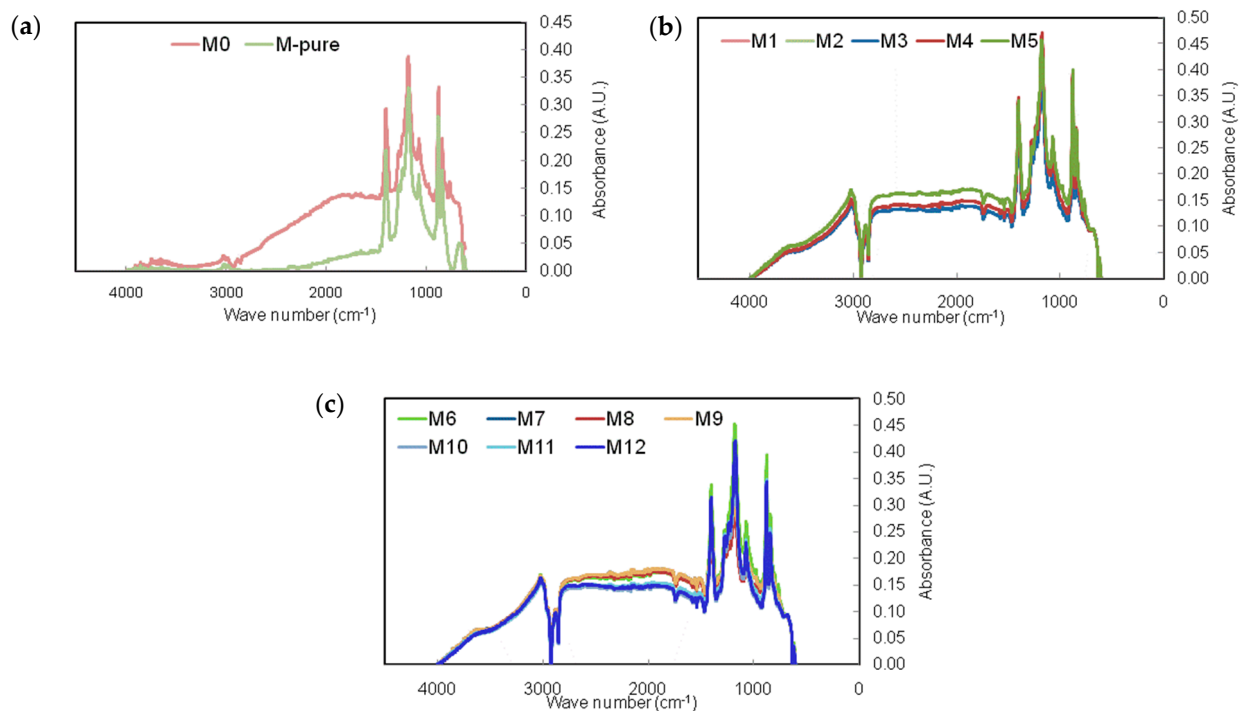 (a)
M0 M-pure
0.45
0.40
0.35
0.30
0.25
0.20
0.15
0.10
0.05
0.00
Absorbance (A.U.)
4000 3000 2000 1000 0
Wave number (cm-1)
(b)
M1 M2 M3 M4 M5
0.50
0.45
0.40
0.35
0.30
0.25
0.20
0.15
0.10
0.05
0.00
Absorbance (A.U.)
4000 3000 2000 1000 0
Wave number (cm-1)
(c)
M6 M7 M8 M9
M10 M11 M12
0.50
0.45
0.40
0.35
0.30
0.25
0.20
0.15
0.10
0.05
0.00
Absorbance (A.U.)
4000 3000 2000 1000 0
Wave number (cm-1)